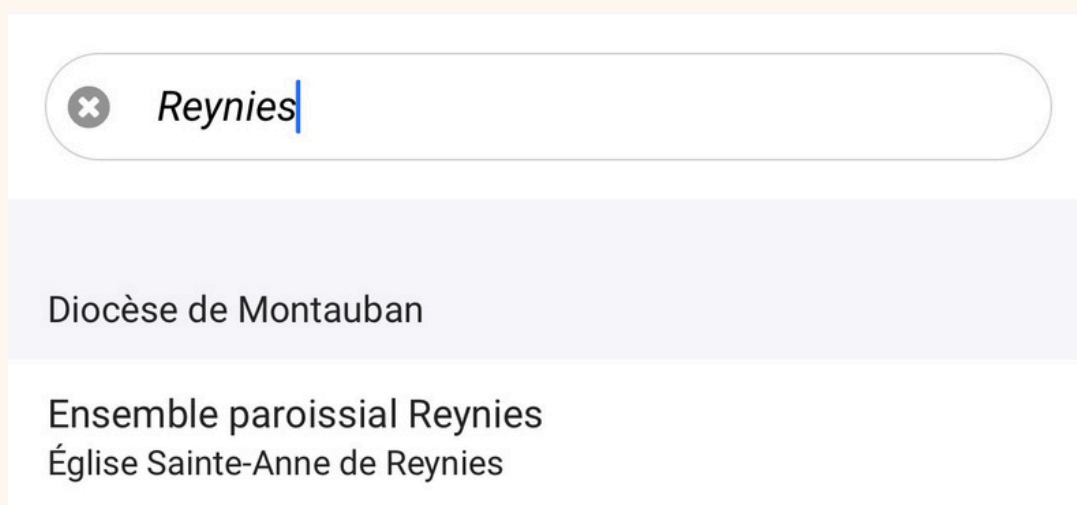 Reynies
Diocèse de Montauban
Ensemble paroissial Reynies
Église Sainte-Anne de Reynies